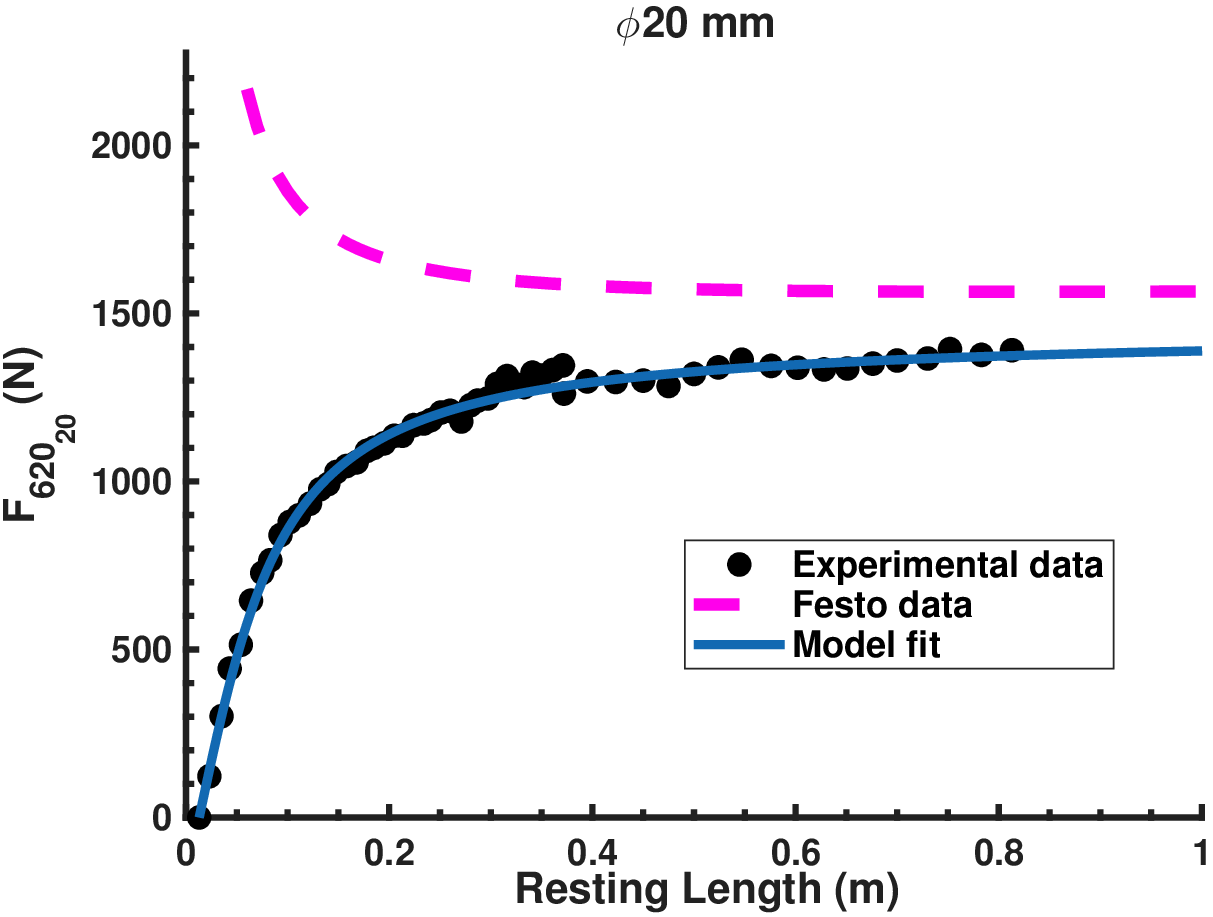 ϕ20 mm
F62020 (N)
2000
1500
1000
500
0
Experimental data
Festo data
Model fit
0 0.2 0.4 0.6 0.8 1
Resting Length (m)